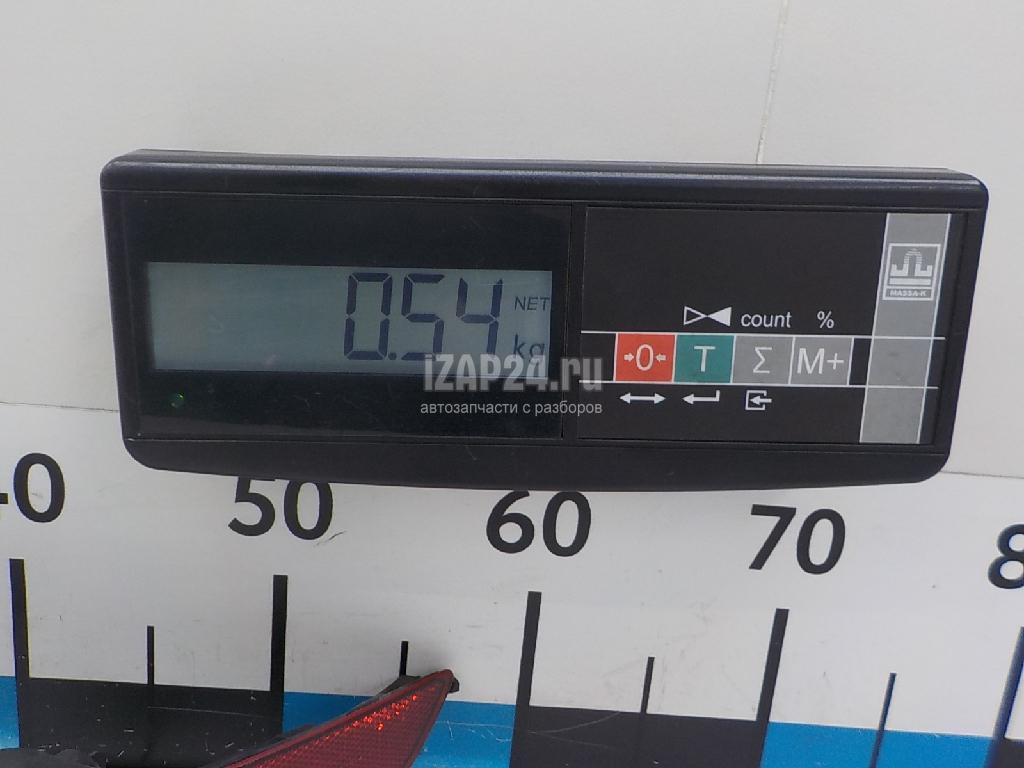 0.54 NET
kg
MASSA-K
count %
→0← T Σ M+
iZAP24.ru
автозапчасти с разборов
50 60 70